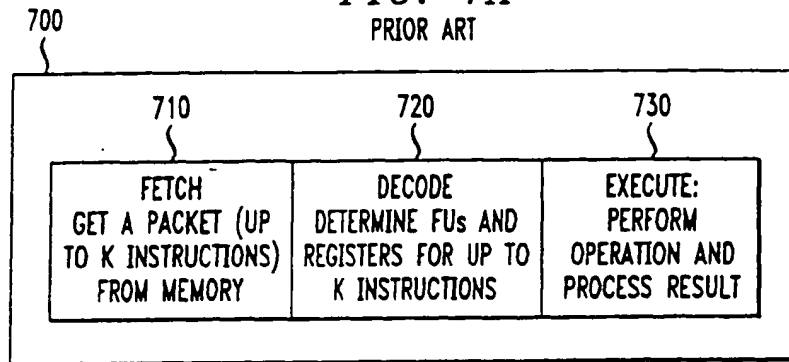 PRIOR ART
700
710
720
730
FETCH
GET A PACKET (UP
TO K INSTRUCTIONS)
FROM MEMORY
DECODE
DETERMINE FUs AND
REGISTERS FOR UP TO
K INSTRUCTIONS
EXECUTE:
PERFORM
OPERATION AND
PROCESS RESULT